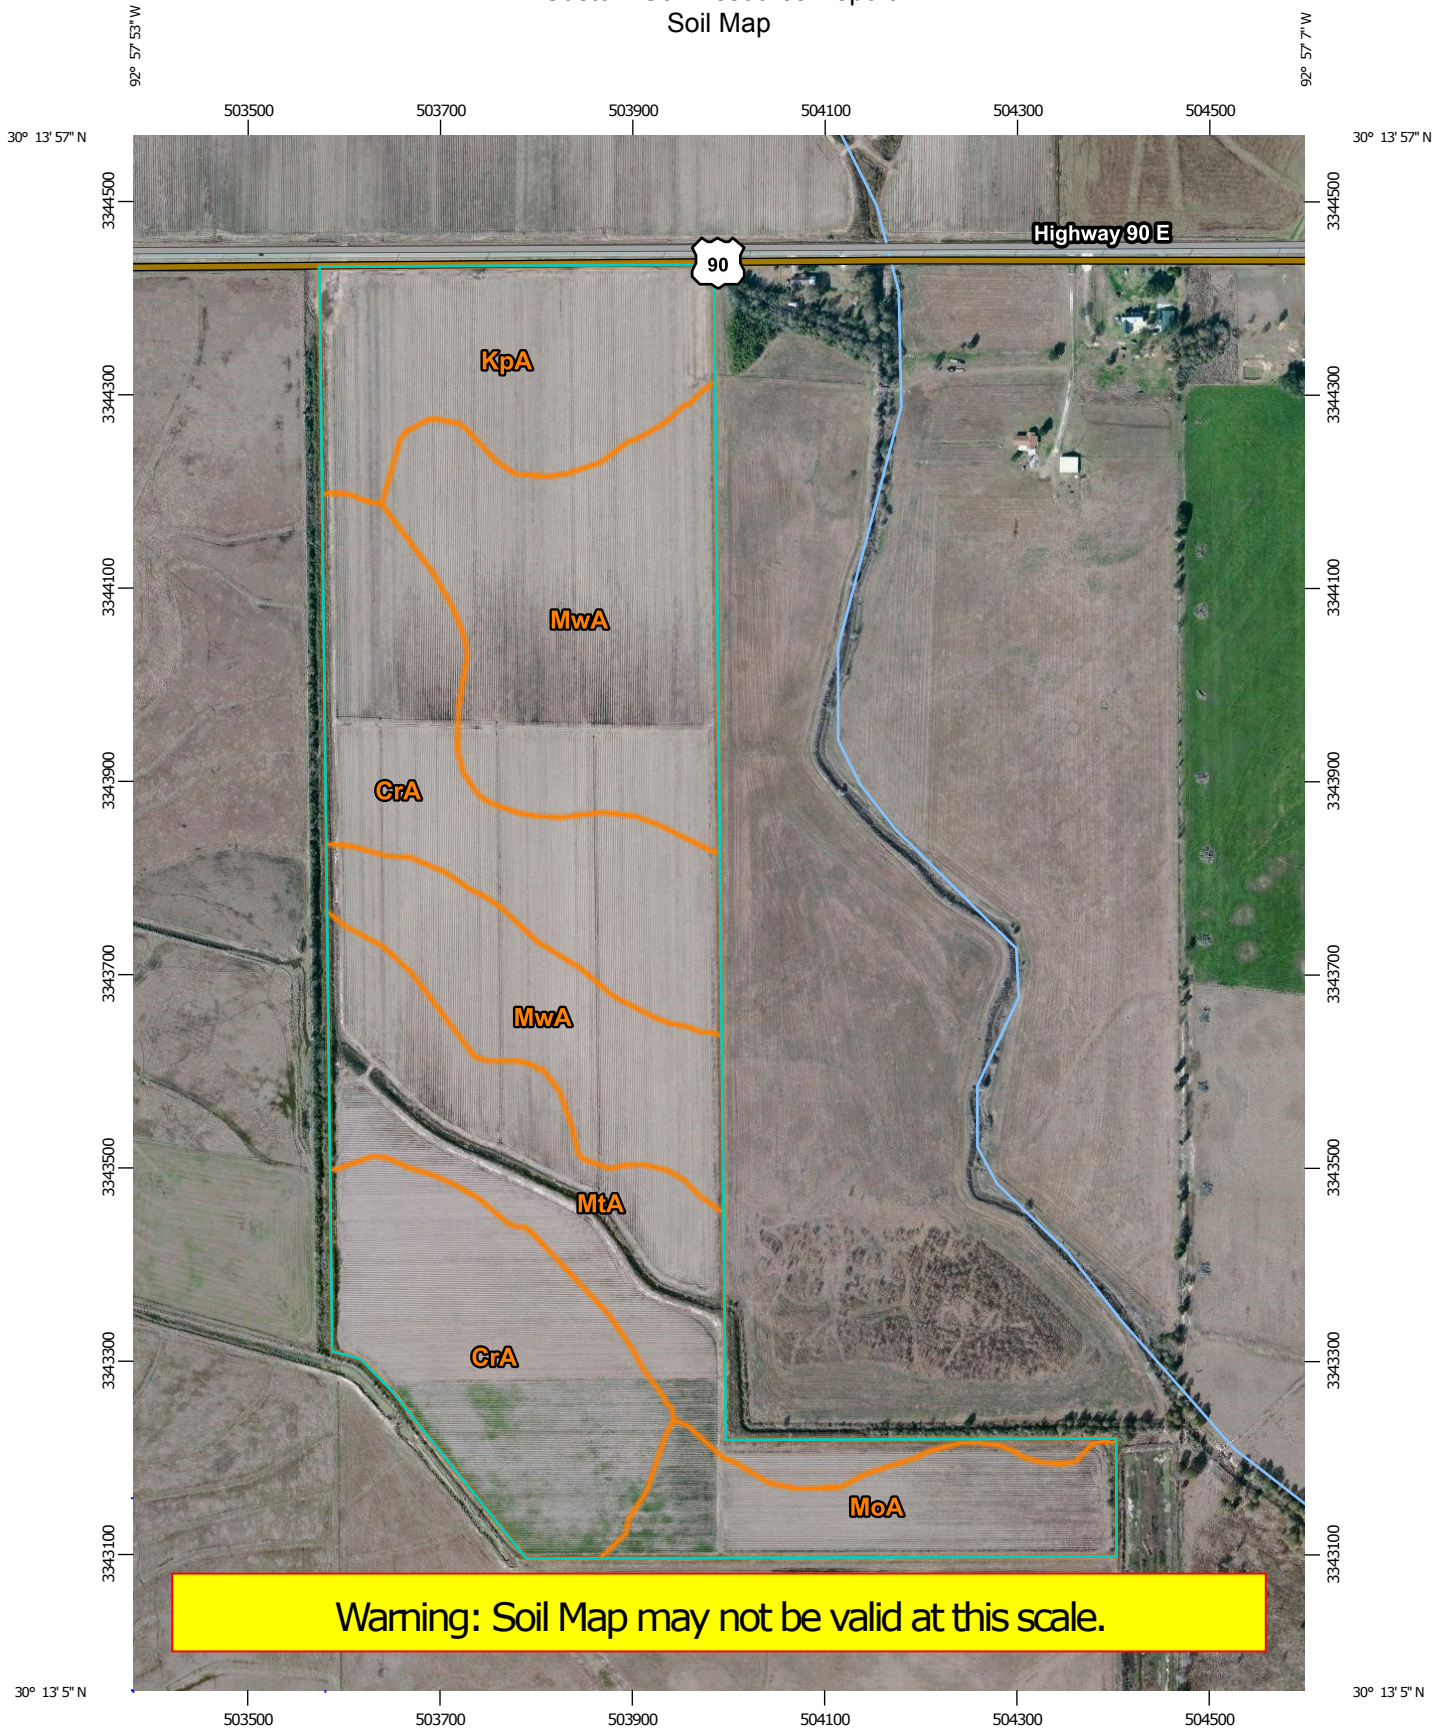 Soil Map
92° 57' 53" W
92° 57' 7" W
503500 503700 503900 504100 504300 504500
30° 13' 57" N
30° 13' 57" N
3344500
3344500
Highway 90 E
90
KpA
3344300
3344300
3344100
3344100
MwA
3343900
3343900
CrA
3343700
3343700
MwA
3343500
3343500
MtA
3343300
3343300
CrA
MoA
3343100
3343100
Warning: Soil Map may not be valid at this scale.
30° 13' 5" N
30° 13' 5" N
503500 503700 503900 504100 504300 504500